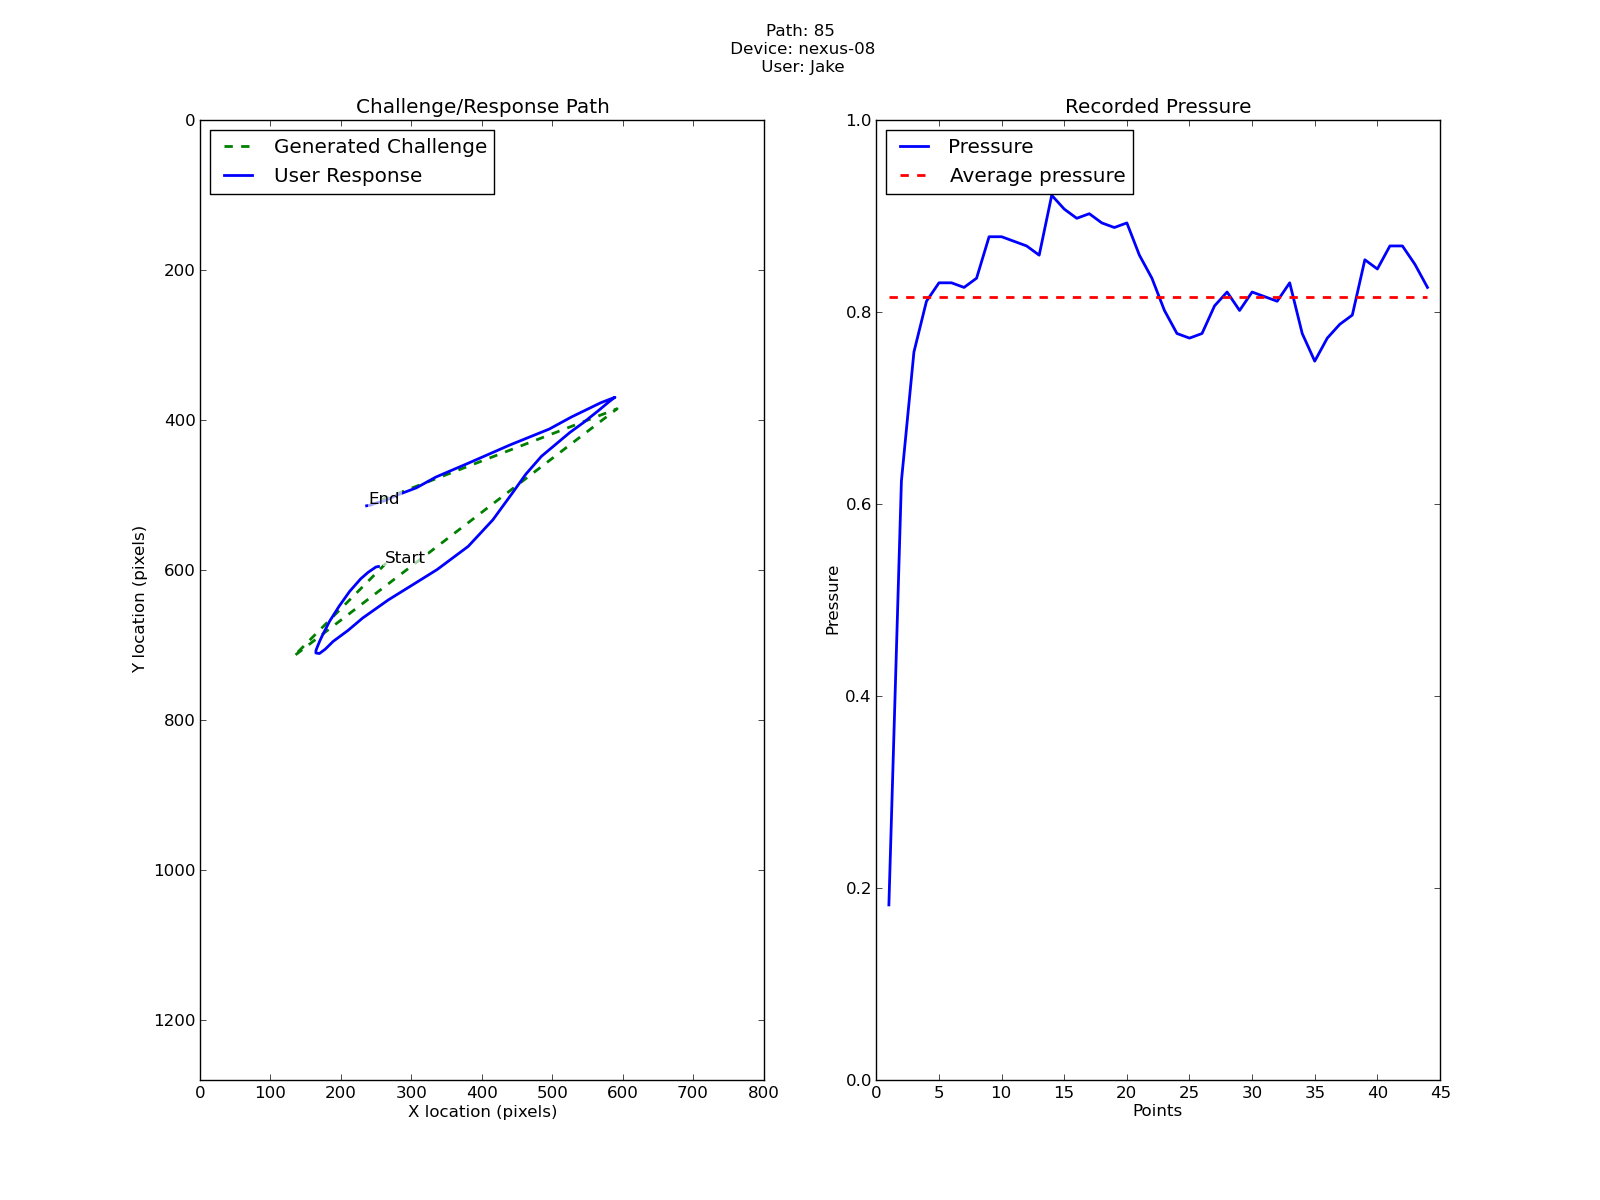 Path: 85
Device: nexus-08
User: Jake
Challenge/Response Path
Generated Challenge
User Response
0
200
400
600
800
1000
1200
Y location (pixels)
End
Start
0 100 200 300 400 500 600 700 800
X location (pixels)
Recorded Pressure
Pressure
Average pressure
1.0
0.8
0.6
0.4
0.2
0.0
Pressure
0 5 10 15 20 25 30 35 40 45
Points